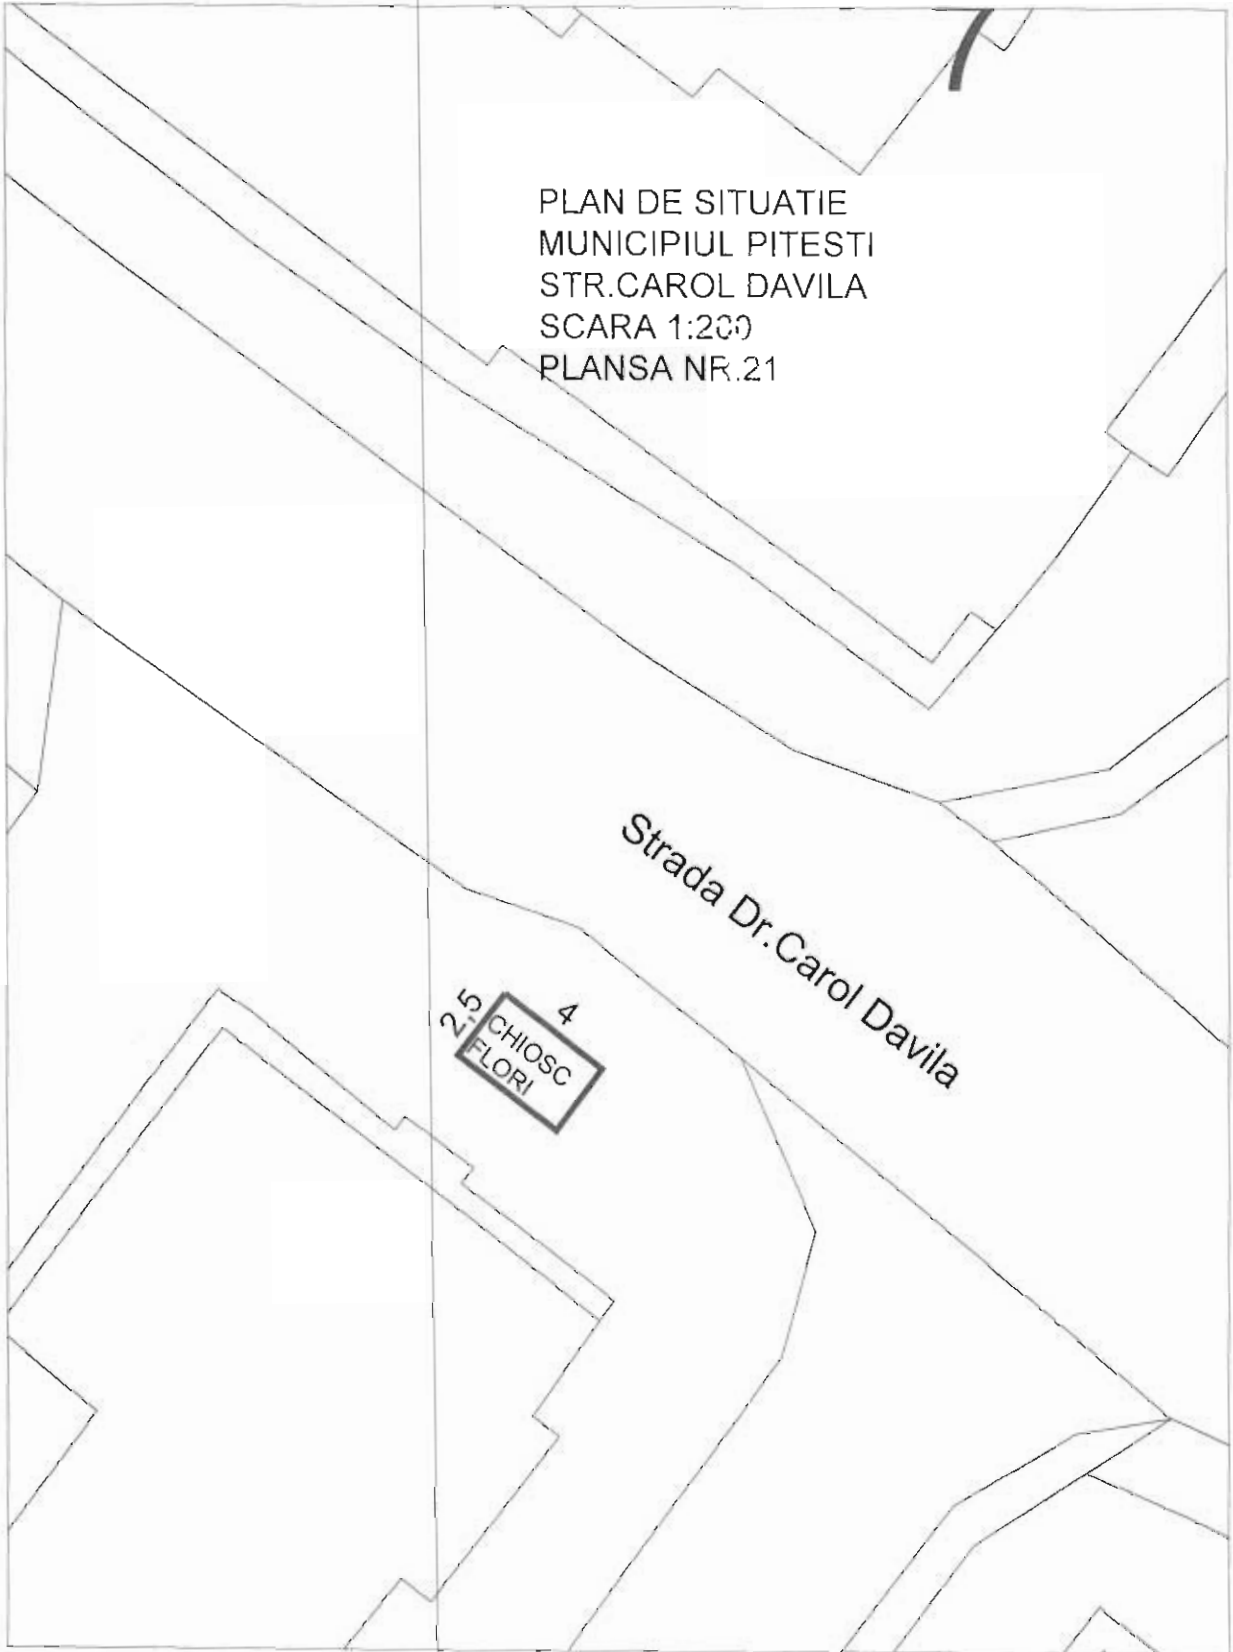 7
PLAN DE SITUATIE
MUNICIPIUL PITESTI
STR.CAROL DAVILA
SCARA 1:200
PLANSA NR.21
Strada Dr.Carol Davila
2,5
4
CHIOSC
FLORI